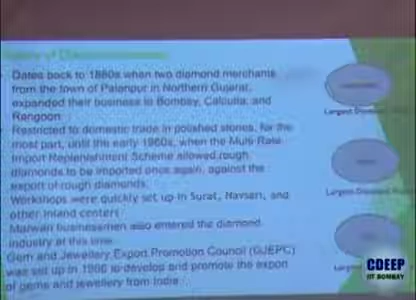 Dates back to 1880s when two diamond merchants
from the town of Palanpur in Northern Gujarat,
expanded their business to Bombay, Calcutta, and
Rangoon
Restricted to domestic trade in polished stones, for the
most part, until the early 1960s, when the Multi Rate
Import Replenishment Scheme allowed rough
diamonds to be imported once again, against the
export of rough diamonds.
Workshops were quickly set up in Surat, Navsari, and
other inland centers
Marwari businessmen also entered the diamond
industry at this time.
Gem and Jewellery Export Promotion Council (GJEPC)
was set up in 1966 to develop and promote the export
of gems and jewellery from India
Largest
Largest
Largest
CDEEP
IIT BOMBAY